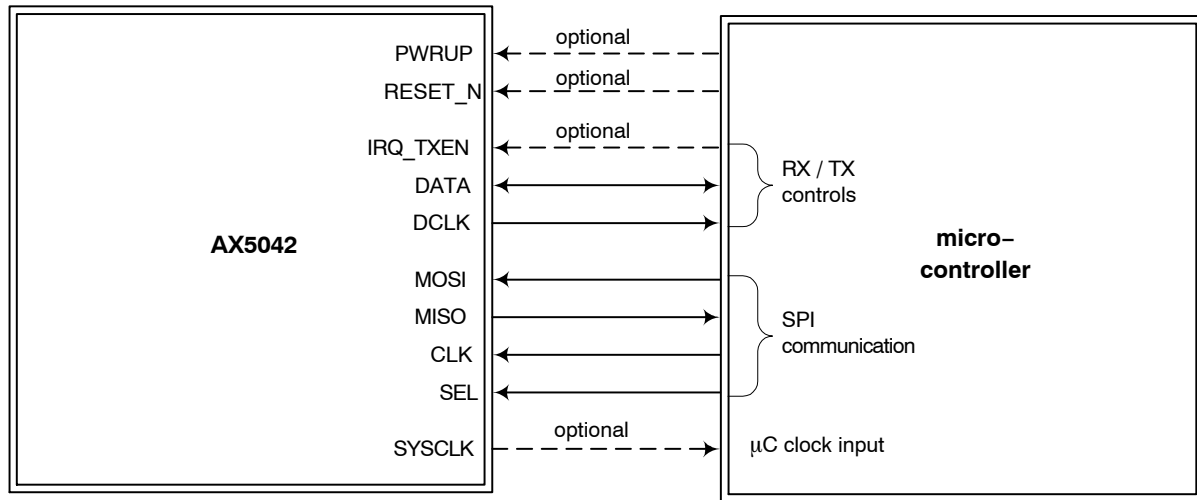 PWRUP
optional
RESET_N
optional
IRQ_TXEN
optional
DATA
DCLK
RX / TX
controls
AX5042
micro–
controller
MOSI
MISO
CLK
SEL
SPI
communication
SYSCLK
optional
μC clock input